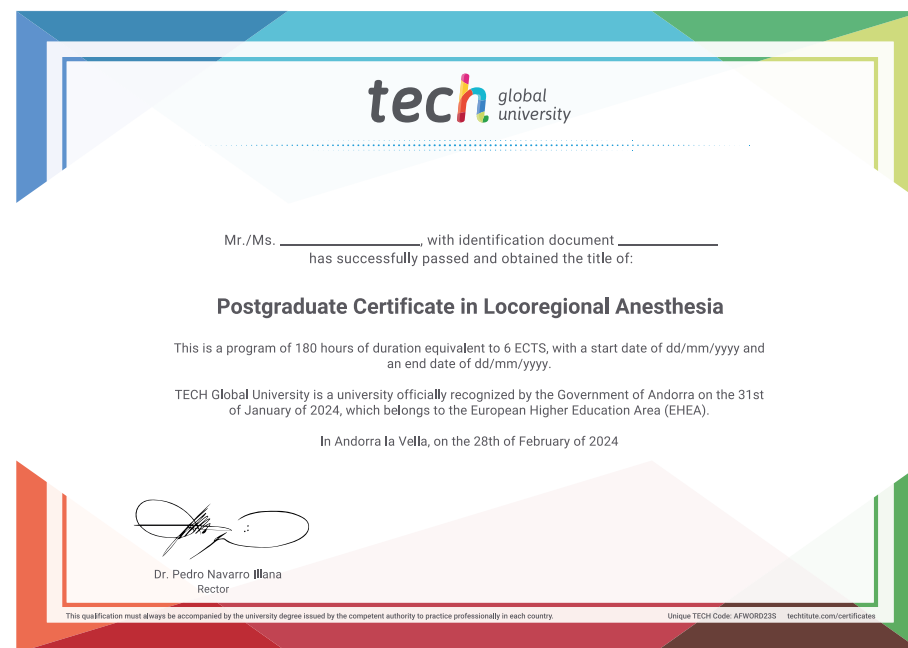 tech global university
Mr./Ms. ____________________, with identification document ______________
has successfully passed and obtained the title of:
Postgraduate Certificate in Locoregional Anesthesia
This is a program of 180 hours of duration equivalent to 6 ECTS, with a start date of dd/mm/yyyy and
an end date of dd/mm/yyyy.
TECH Global University is a university officially recognized by the Government of Andorra on the 31st
of January of 2024, which belongs to the European Higher Education Area (EHEA).
In Andorra la Vella, on the 28th of February of 2024
Dr. Pedro Navarro Illana
Rector
This qualification must always be accompanied by the university degree issued by the competent authority to practice professionally in each country.
Unique TECH Code: AFWORD23S techtitute.com/certificates